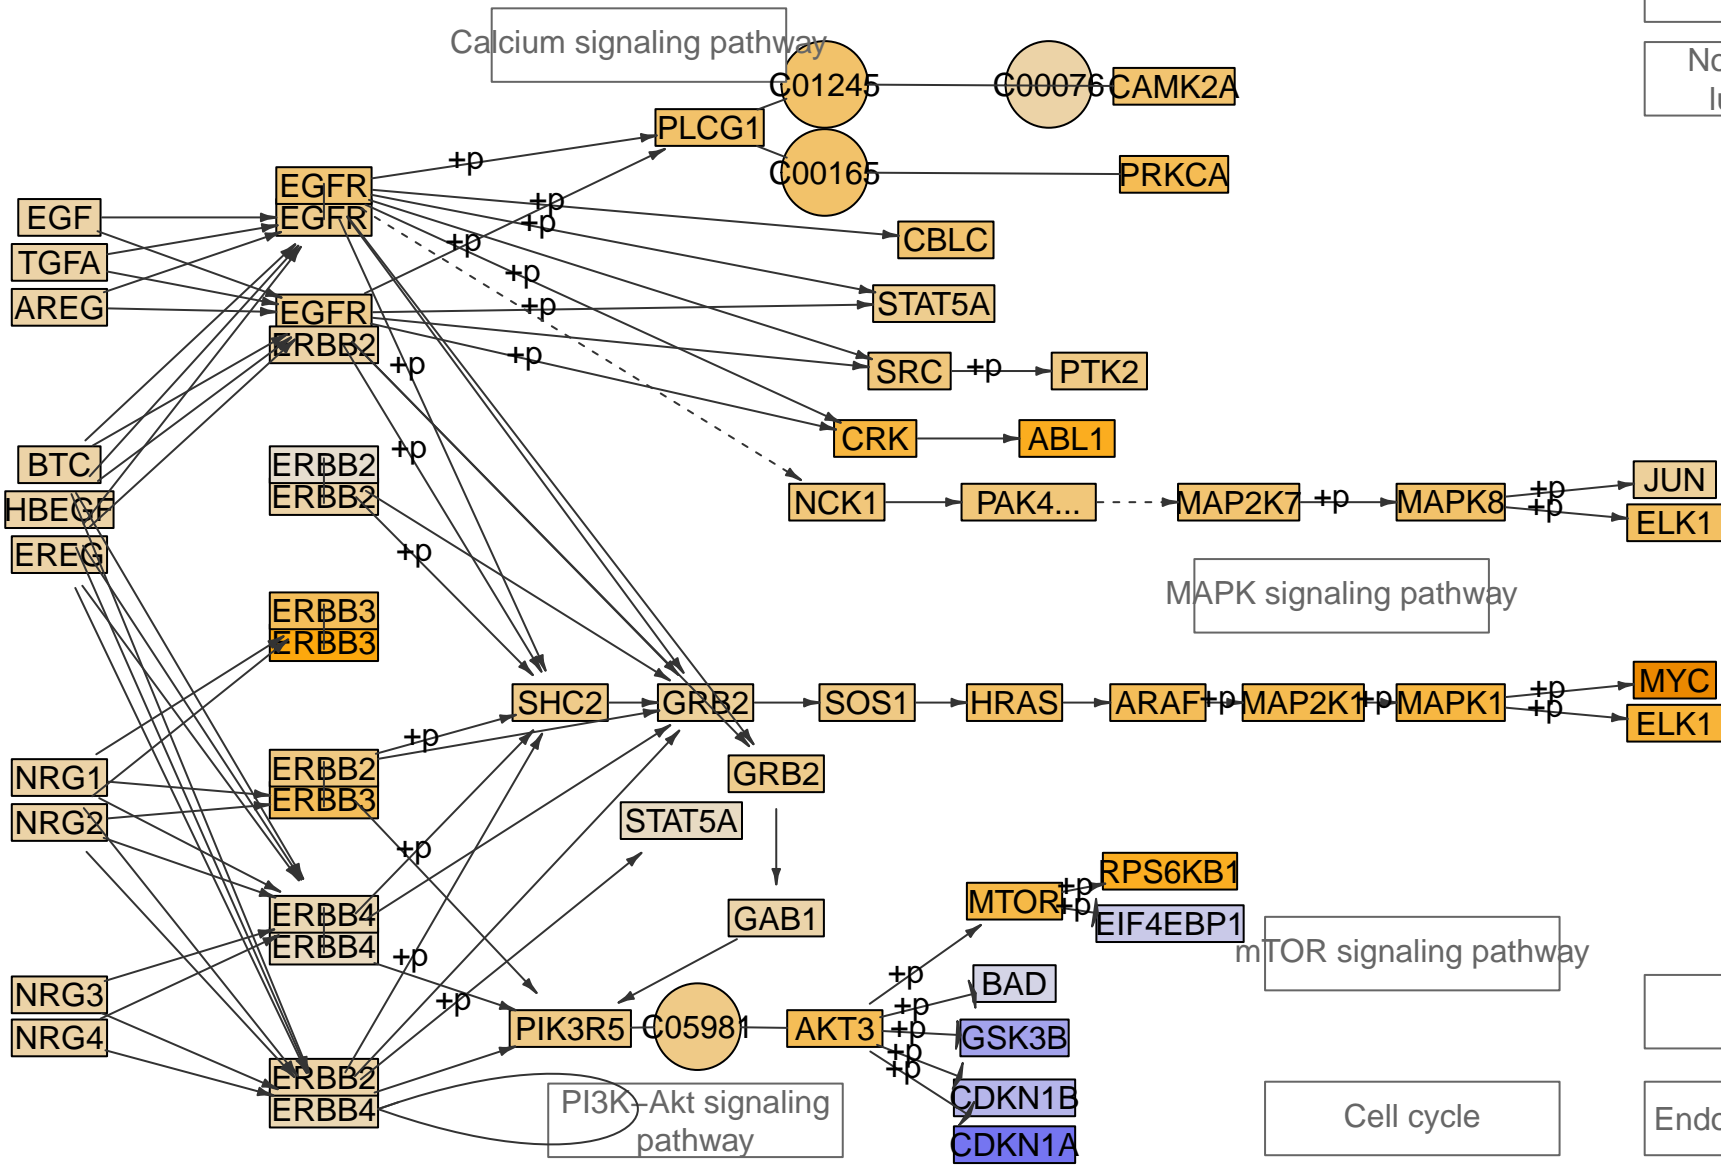 Calcium signaling pathway
No
lu
C01245
C00076
CAMK2A
PLCG1
C00165
PRKCA
+p
EGFR
EGFR
EGF
TGFA
AREG
+p
+p
+p
+p
+p
+p
+p
CBLC
STAT5A
EGFR
ERBB2
SRC
+p
PTK2
CRK
ABL1
BTC
HBEGF
EREG
ERBB2
ERBB2
+p
+p
NCK1
PAK4...
MAP2K7
+p
MAPK8
+p
+p
JUN
ELK1
MAPK signaling pathway
ERBB3
ERBB3
SHC2
GRB2
SOS1
HRAS
ARAF
+p
MAP2K1
+p
MAPK1
+p
+p
MYC
ELK1
NRG1
NRG2
ERBB2
ERBB3
+p
GRB2
STAT5A
+p
GAB1
ERBB4
ERBB4
+p
+p
MTOR
+p
+p
RPS6KB1
EIF4EBP1
mTOR signaling pathway
NRG3
NRG4
PIK3R5
C05981
AKT3
+p
+p
+p
+p
+p
BAD
GSK3B
CDKN1B
CDKN1A
ERBB2
ERBB4
PI3K−Akt signaling
pathway
Cell cycle
Endo